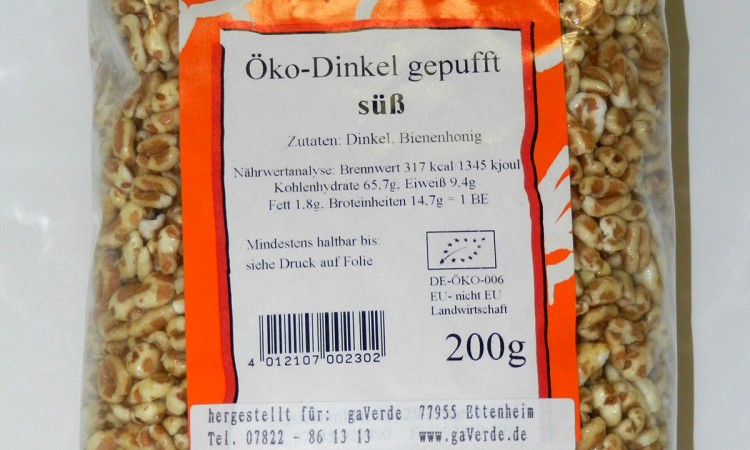 Öko-Dinkel gepufft
süß
Zutaten: Dinkel, Bienenhonig
Nährwertanalyse: Brennwert 317 kcal 1345 kjoul
Kohlenhydrate 65,7g, Eiweiß 9,4g
Fett 1,8g. Broteinheiten 14,7g = 1 BE
Mindestens haltbar bis:
siehe Druck auf Folie
DE-ÖKO-006
EU- nicht EU
Landwirtschaft
4 012107 002302
200g
hergestellt für: gaVerde 77955 Ettenheim
Tel. 07822 - 86 13 13 www.gaVerde.de